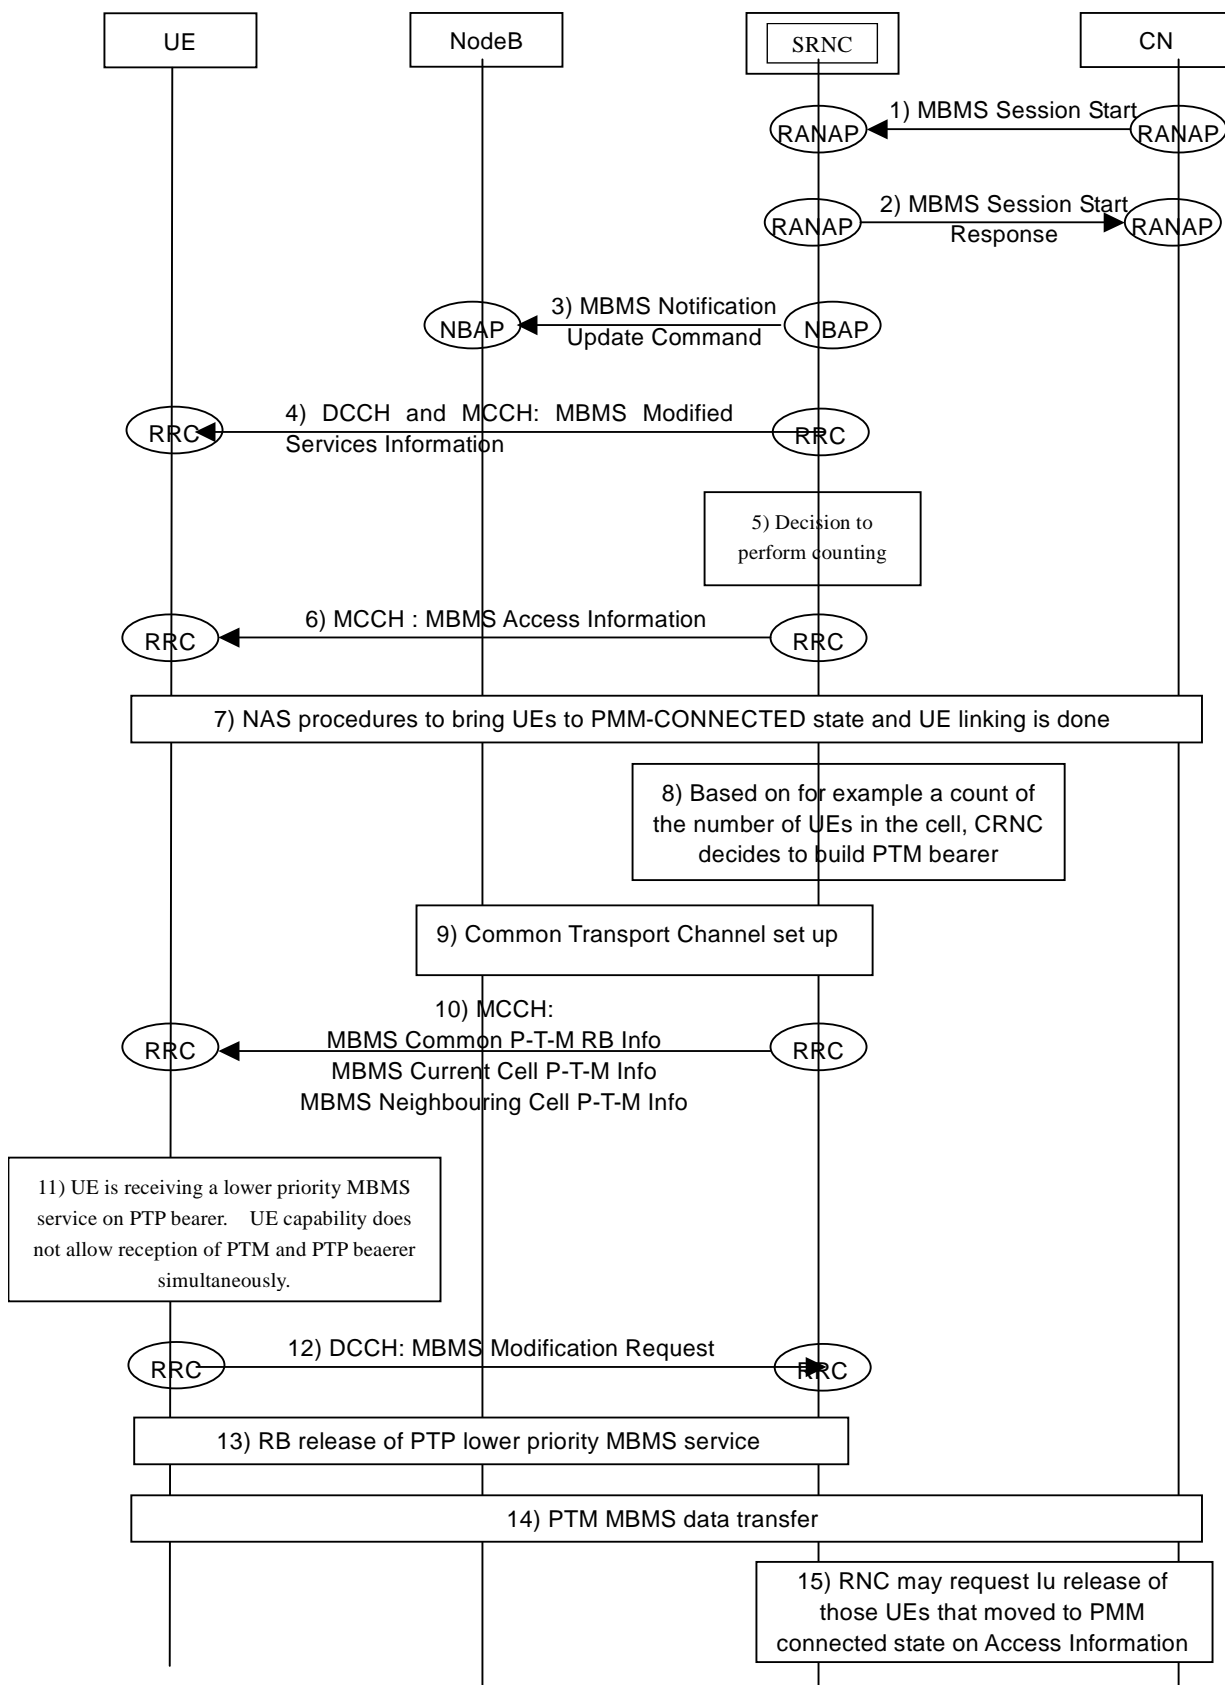 UE
NodeB
SRNC
CN
1) MBMS Session Start
RANAP
RANAP
2) MBMS Session Start
Response
RANAP
RANAP
3) MBMS Notification
Update Command
NBAP
NBAP
4) DCCH and MCCH: MBMS Modified
Services Information
RRC
RRC
5) Decision to
perform counting
6) MCCH : MBMS Access Information
RRC
RRC
7) NAS procedures to bring UEs to PMM-CONNECTED state and UE linking is done
8) Based on for example a count of
the number of UEs in the cell, CRNC
decides to build PTM bearer
9) Common Transport Channel set up
10) MCCH:
MBMS Common P-T-M RB Info
MBMS Current Cell P-T-M Info
MBMS Neighbouring Cell P-T-M Info
RRC
RRC
11) UE is receiving a lower priority MBMS
service on PTP bearer. UE capability does
not allow reception of PTM and PTP beaerer
simultaneously.
12) DCCH: MBMS Modification Request
RRC
RRC
13) RB release of PTP lower priority MBMS service
14) PTM MBMS data transfer
15) RNC may request Iu release of
those UEs that moved to PMM
connected state on Access Information